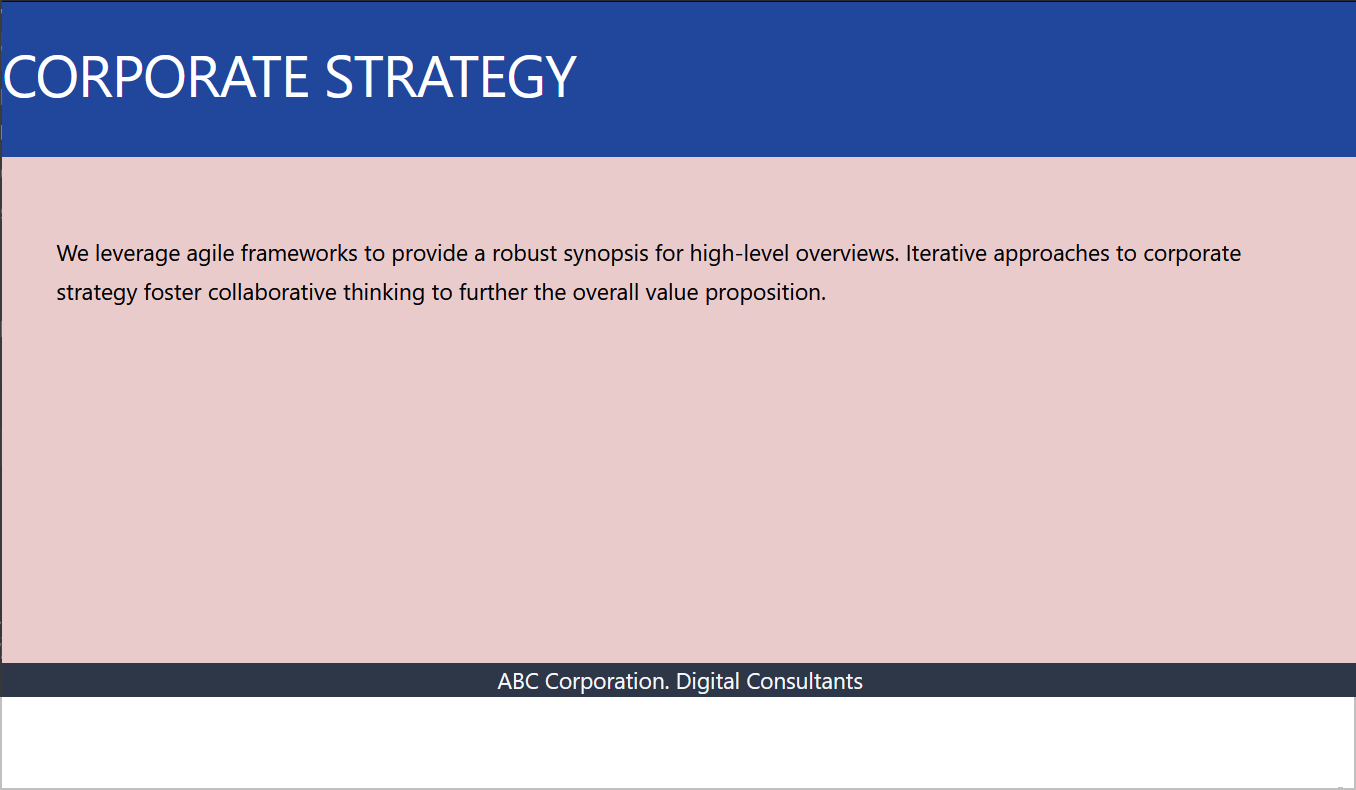 CORPORATE STRATEGY
We leverage agile frameworks to provide a robust synopsis for high-level overviews. Iterative approaches to corporate
strategy foster collaborative thinking to further the overall value proposition.
ABC Corporation. Digital Consultants